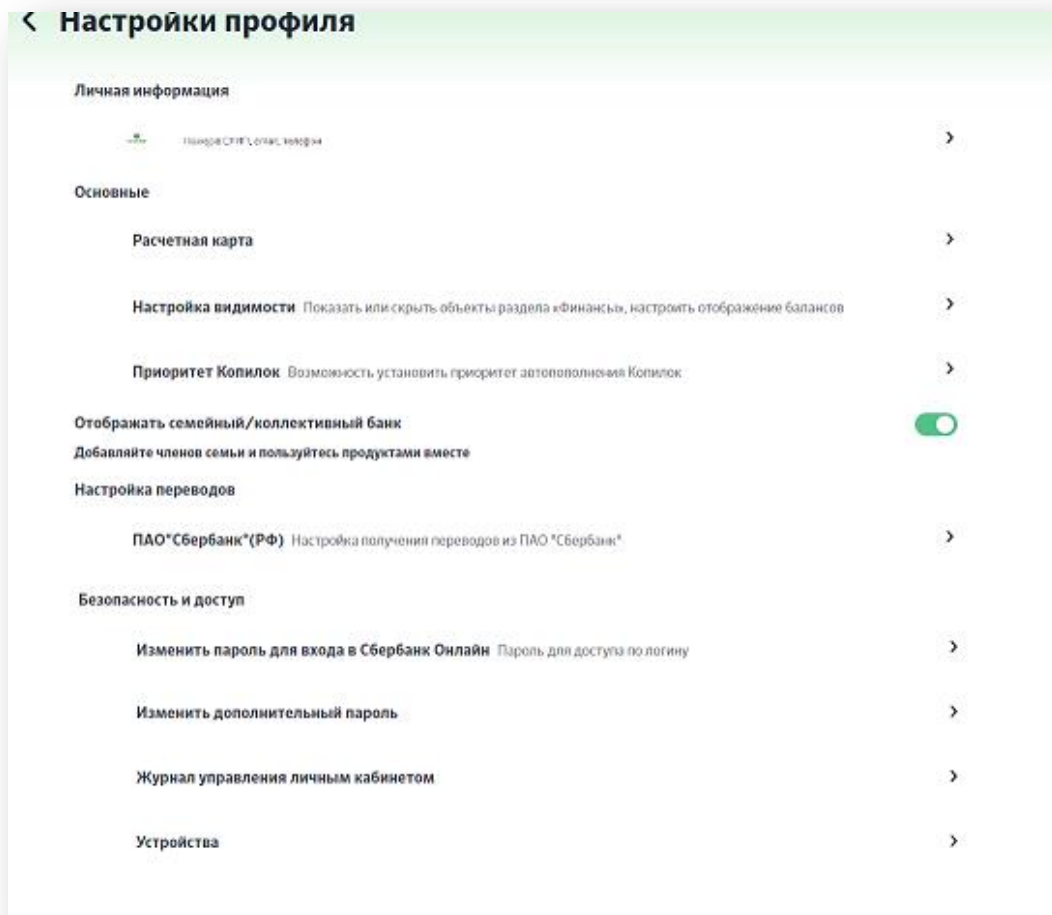 Настройки профиля
Личная информация
email, телефон
Основные
Расчетная карта
Настройка видимости Показать или скрыть объекты раздела «Финансы», настроить отображение балансов
Приоритет Копилок Возможность установить приоритет автопополнения Копилок
Отображать семейный/коллективный банк
Добавляйте членов семьи и пользуйтесь продуктами вместе
Настройка переводов
ПАО"Сбербанк"(РФ) Настройка получения переводов из ПАО "Сбербанк"
Безопасность и доступ
Изменить пароль для входа в Сбербанк Онлайн Пароль для доступа по логину
Изменить дополнительный пароль
Журнал управления личным кабинетом
Устройства